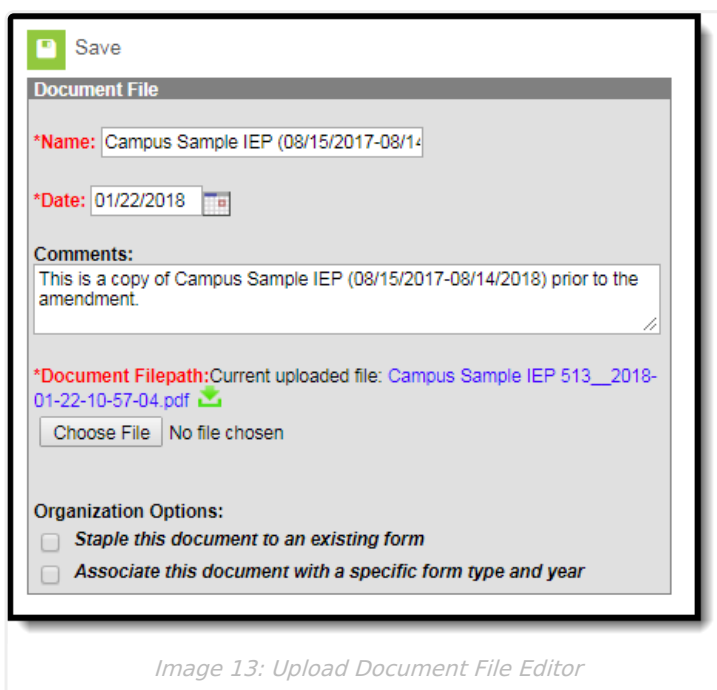 Save
Document File
*Name: Campus Sample IEP (08/15/2017-08/14
*Date: 01/22/2018
Comments:
This is a copy of Campus Sample IEP (08/15/2017-08/14/2018) prior to the
amendment.
*Document Filepath:Current uploaded file: Campus Sample IEP 513__2018-
01-22-10-57-04.pdf
Choose File No file chosen
Organization Options:
Staple this document to an existing form
Associate this document with a specific form type and year
Image 13: Upload Document File Editor